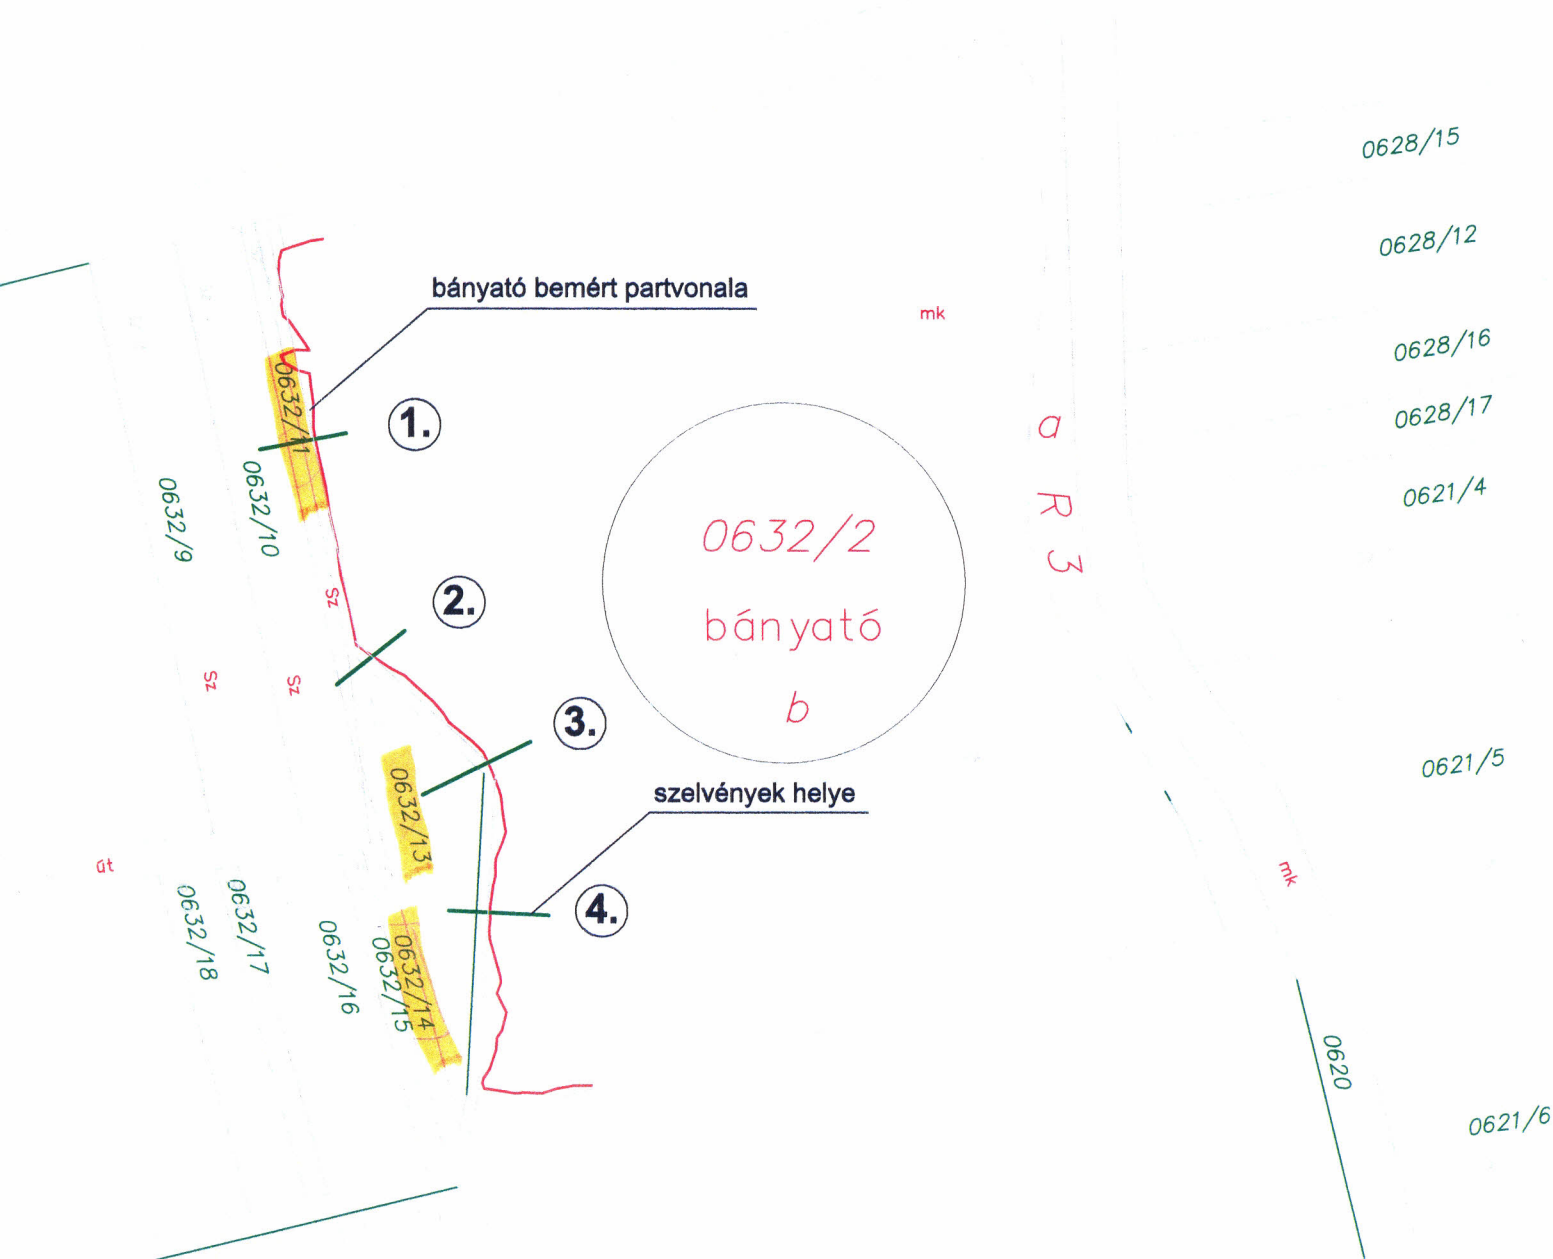 0628/15
0628/12
bányató bemért partvonala
mk
0628/16
0632/11
1.
a
R
3
0628/17
0632/9
0632/10
0621/4
0632/2
bányató
b
Sz
2.
Sz
Sz
3.
0632/13
szelvények helye
0621/5
út
mk
4.
0632/18
0632/17
0632/16
0632/15
0632/14
0620
0621/6